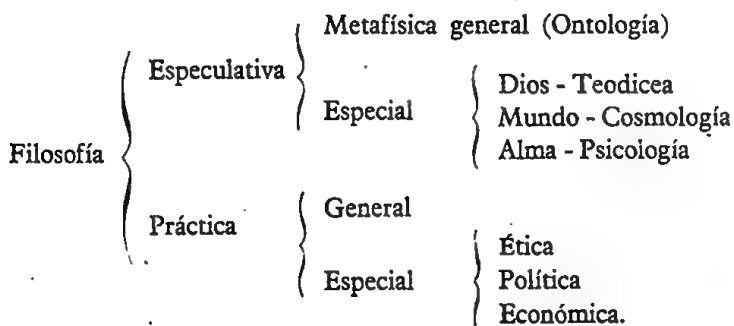 Metafísica general (Ontología)
Especulativa
Dios - Teodicea
Especial
Mundo - Cosmología
Alma - Psicología
Filosofía
General
Práctica
Ética
Especial
Política
Económica.